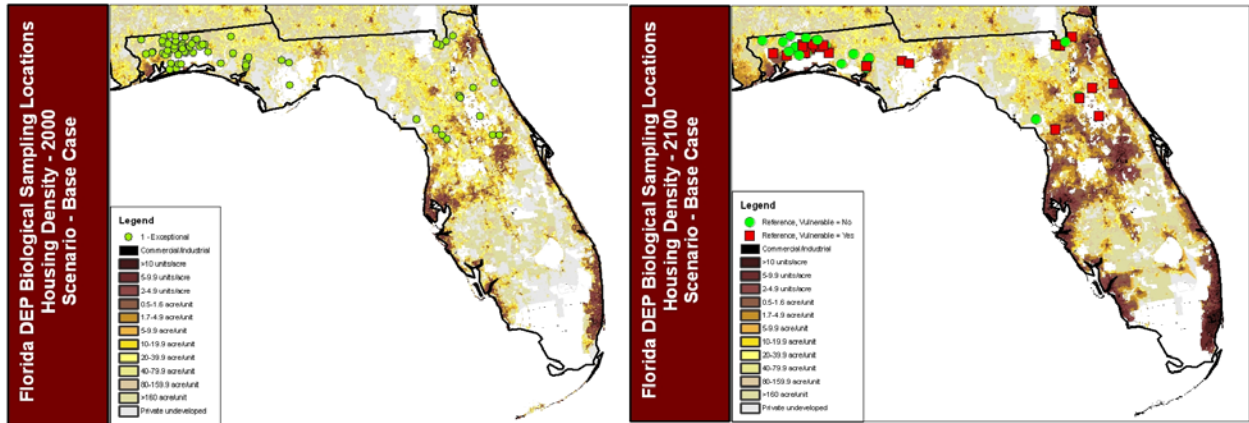 Florida DEP Biological Sampling Locations
Housing Density - 2000
Scenario - Base Case
Legend
1 - Exceptional
Commercial/Industrial
>10 units/acre
5-9.9 units/acre
2-4.9 units/acre
0.5-1.6 acre/unit
1.7-4.9 acre/unit
5-9.9 acre/unit
10-19.9 acre/unit
20-39.9 acre/unit
40-79.9 acre/unit
80-159.9 acre/unit
>160 acre/unit
Private undeveloped
Florida DEP Biological Sampling Locations
Housing Density - 2100
Scenario - Base Case
Legend
Reference, Vulnerable = No
Reference, Vulnerable = Yes
Commercial/Industrial
>10 units/acre
5-9.9 units/acre
2-4.9 units/acre
0.5-1.6 acre/unit
1.7-4.9 acre/unit
5-9.9 acre/unit
10-19.9 acre/unit
20-39.9 acre/unit
40-79.9 acre/unit
80-159.9 acre/unit
>160 acre/unit
Private undeveloped